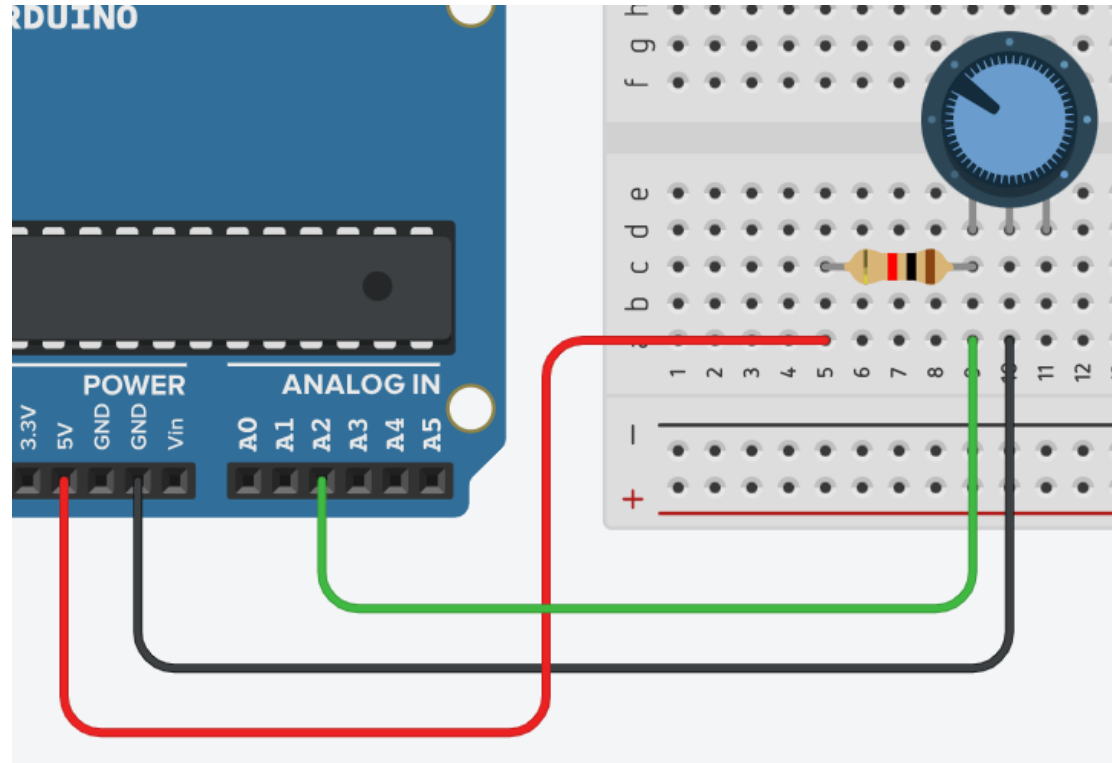 RDUINO
h
g
f
e
d
c
b
a
1 2 3 4 5 6 7 8 9 10 11 12
POWER
ANALOG IN
3.3V 5V GND GND Vin
A0 A1 A2 A3 A4 A5
−
+